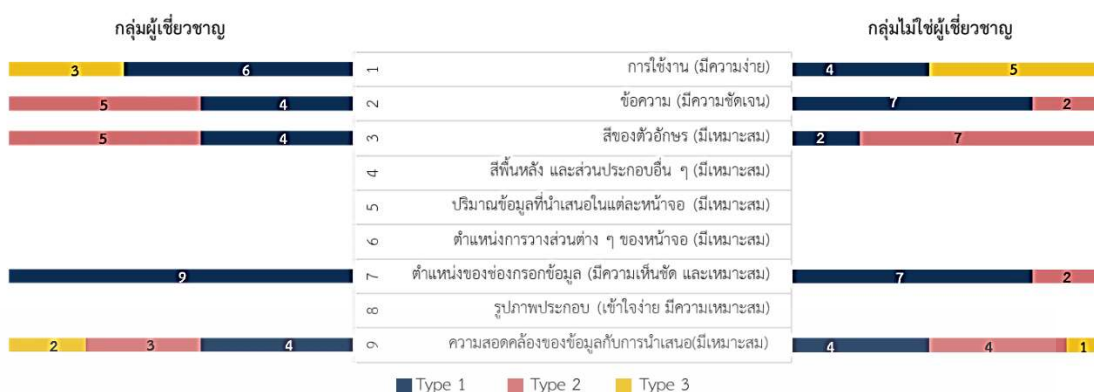 กลุ่มผู้เชี่ยวชาญ กลุ่มไม่ใช่ผู้เชี่ยวชาญ
3 6 1 การใช้งาน (มีความง่าย) 4 5
5 4 2 ข้อความ (มีความชัดเจน) 7 2
5 4 3 สีของตัวอักษร (มีเหมาะสม) 2 7
4 สีพื้นหลัง และส่วนประกอบอื่น ๆ (มีเหมาะสม)
5 ปริมาณข้อมูลที่นำเสนอในแต่ละหน้าจอ (มีเหมาะสม)
6 ตำแหน่งการวางส่วนต่าง ๆ ของหน้าจอ (มีเหมาะสม)
9 7 ตำแหน่งของช่องกรอกข้อมูล (มีความเห็นชัด และเหมาะสม) 7 2
8 รูปภาพประกอบ (เข้าใจง่าย มีความเหมาะสม)
2 3 4 9 ความสอดคล้องของข้อมูลกับการนำเสนอ(มีเหมาะสม) 4 4 1
Type 1 Type 2 Type 3